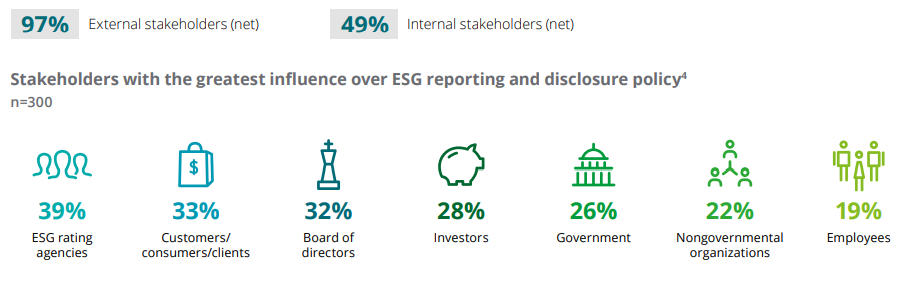 97% External stakeholders (net) 49% Internal stakeholders (net)
Stakeholders with the greatest influence over ESG reporting and disclosure policy4
n=300
$
39% 33% 32% 28% 26% 22% 19%
ESG rating Customers/ Board of Investors Government Nongovernmental Employees
agencies consumers/clients directors organizations